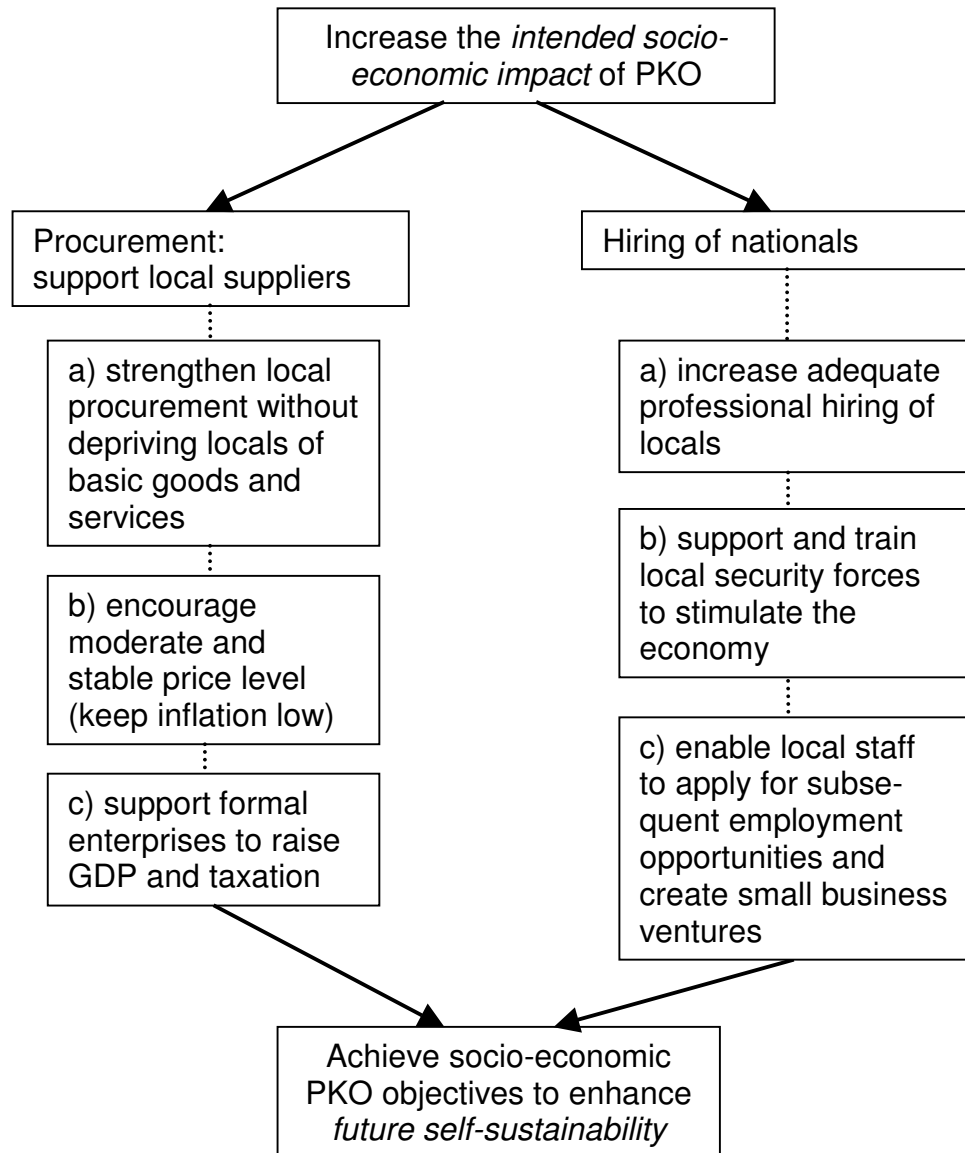 Increase the intended socio-
economic impact of PKO
Procurement:
support local suppliers
a) strengthen local
procurement without
depriving locals of
basic goods and
services
b) encourage
moderate and
stable price level
(keep inflation low)
c) support formal
enterprises to raise
GDP and taxation
Hiring of nationals
a) increase adequate
professional hiring of
locals
b) support and train
local security forces
to stimulate the
economy
c) enable local staff
to apply for subse-
quent employment
opportunities and
create small business
ventures
Achieve socio-economic
PKO objectives to enhance
future self-sustainability